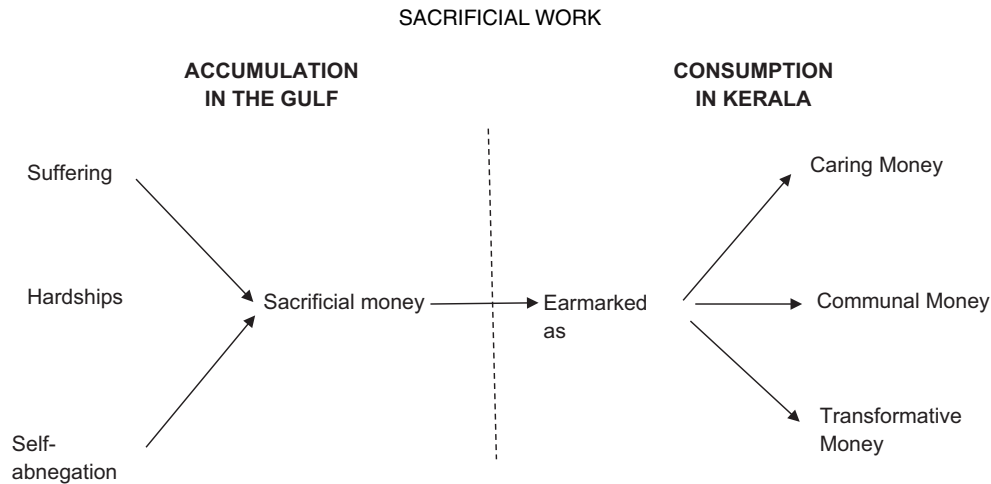 SACRIFICIAL WORK
ACCUMULATION
IN THE GULF
CONSUMPTION
IN KERALA
Suffering
Hardships
Self-
abnegation
Sacrificial money
Earmarked
as
Caring Money
Communal Money
Transformative
Money